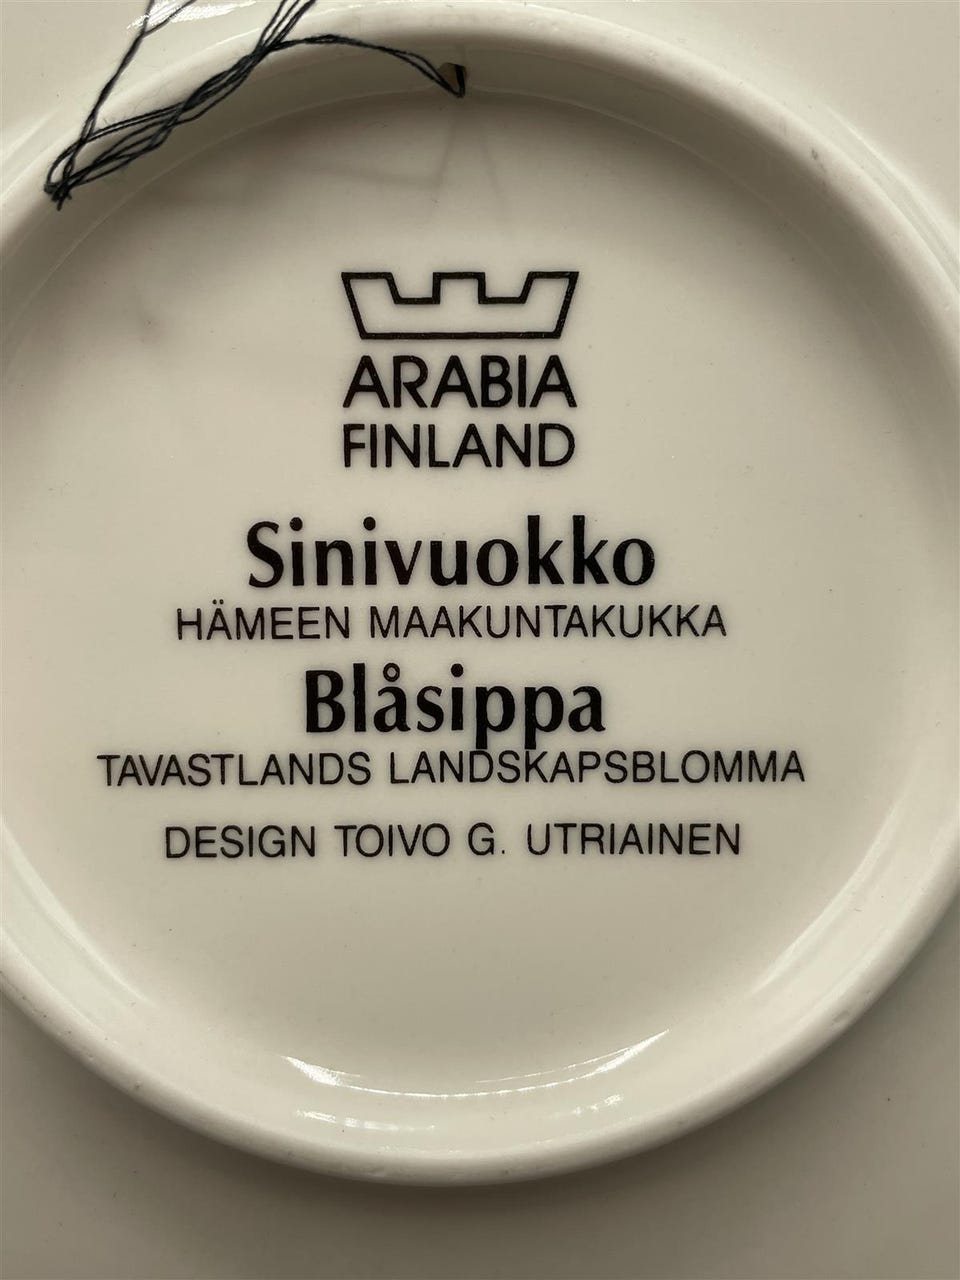 ARABIA
FINLAND
Sinivuokko
HÄMEEN MAAKUNTAKUKKA
Blåsippa
TAVASTLANDS LANDSKAPSBLOMMA
DESIGN TOIVO G. UTRIAINEN